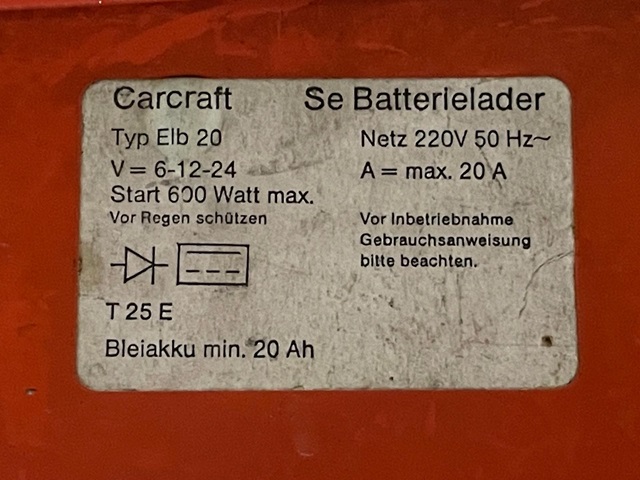 Carcraft Se Batterielader
Typ Elb 20 Netz 220V 50 Hz~
V= 6-12-24 A = max. 20 A
Start 600 Watt max.
Vor Regen schützen Vor Inbetriebnahme
Gebrauchsanweisung
bitte beachten.
T 25 E
Bleiakku min. 20 Ah